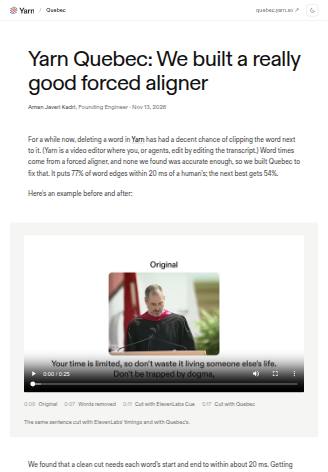 Yarn / Quebec
quebec.yarn.so ↗
Yarn Quebec: We built a really
good forced aligner
Aman Javeri Kadri, Founding Engineer · Nov 13, 2026
For a while now, deleting a word in Yarn has had a decent chance of clipping the word next
to it. (Yarn is a video editor where you, or agents, edit by editing the transcript.) Word times
come from a forced aligner, and none we found was accurate enough, so we built Quebec to
fix that. It puts 77% of word edges within 20 ms of a human's; the next best gets 54%.
Here's an example before and after:
Original
Your time is limited, so don't waste it living someone else's life.
Don't be trapped by dogma,
0:00 / 0:25
0:00 Original 0:07 Words removed 0:11 Cut with ElevenLabs Cue 0:17 Cut with Quebec
The same sentence cut with ElevenLabs' timings and with Quebec's.
We found that a clean cut needs each word's start and end to within about 20 ms. Getting